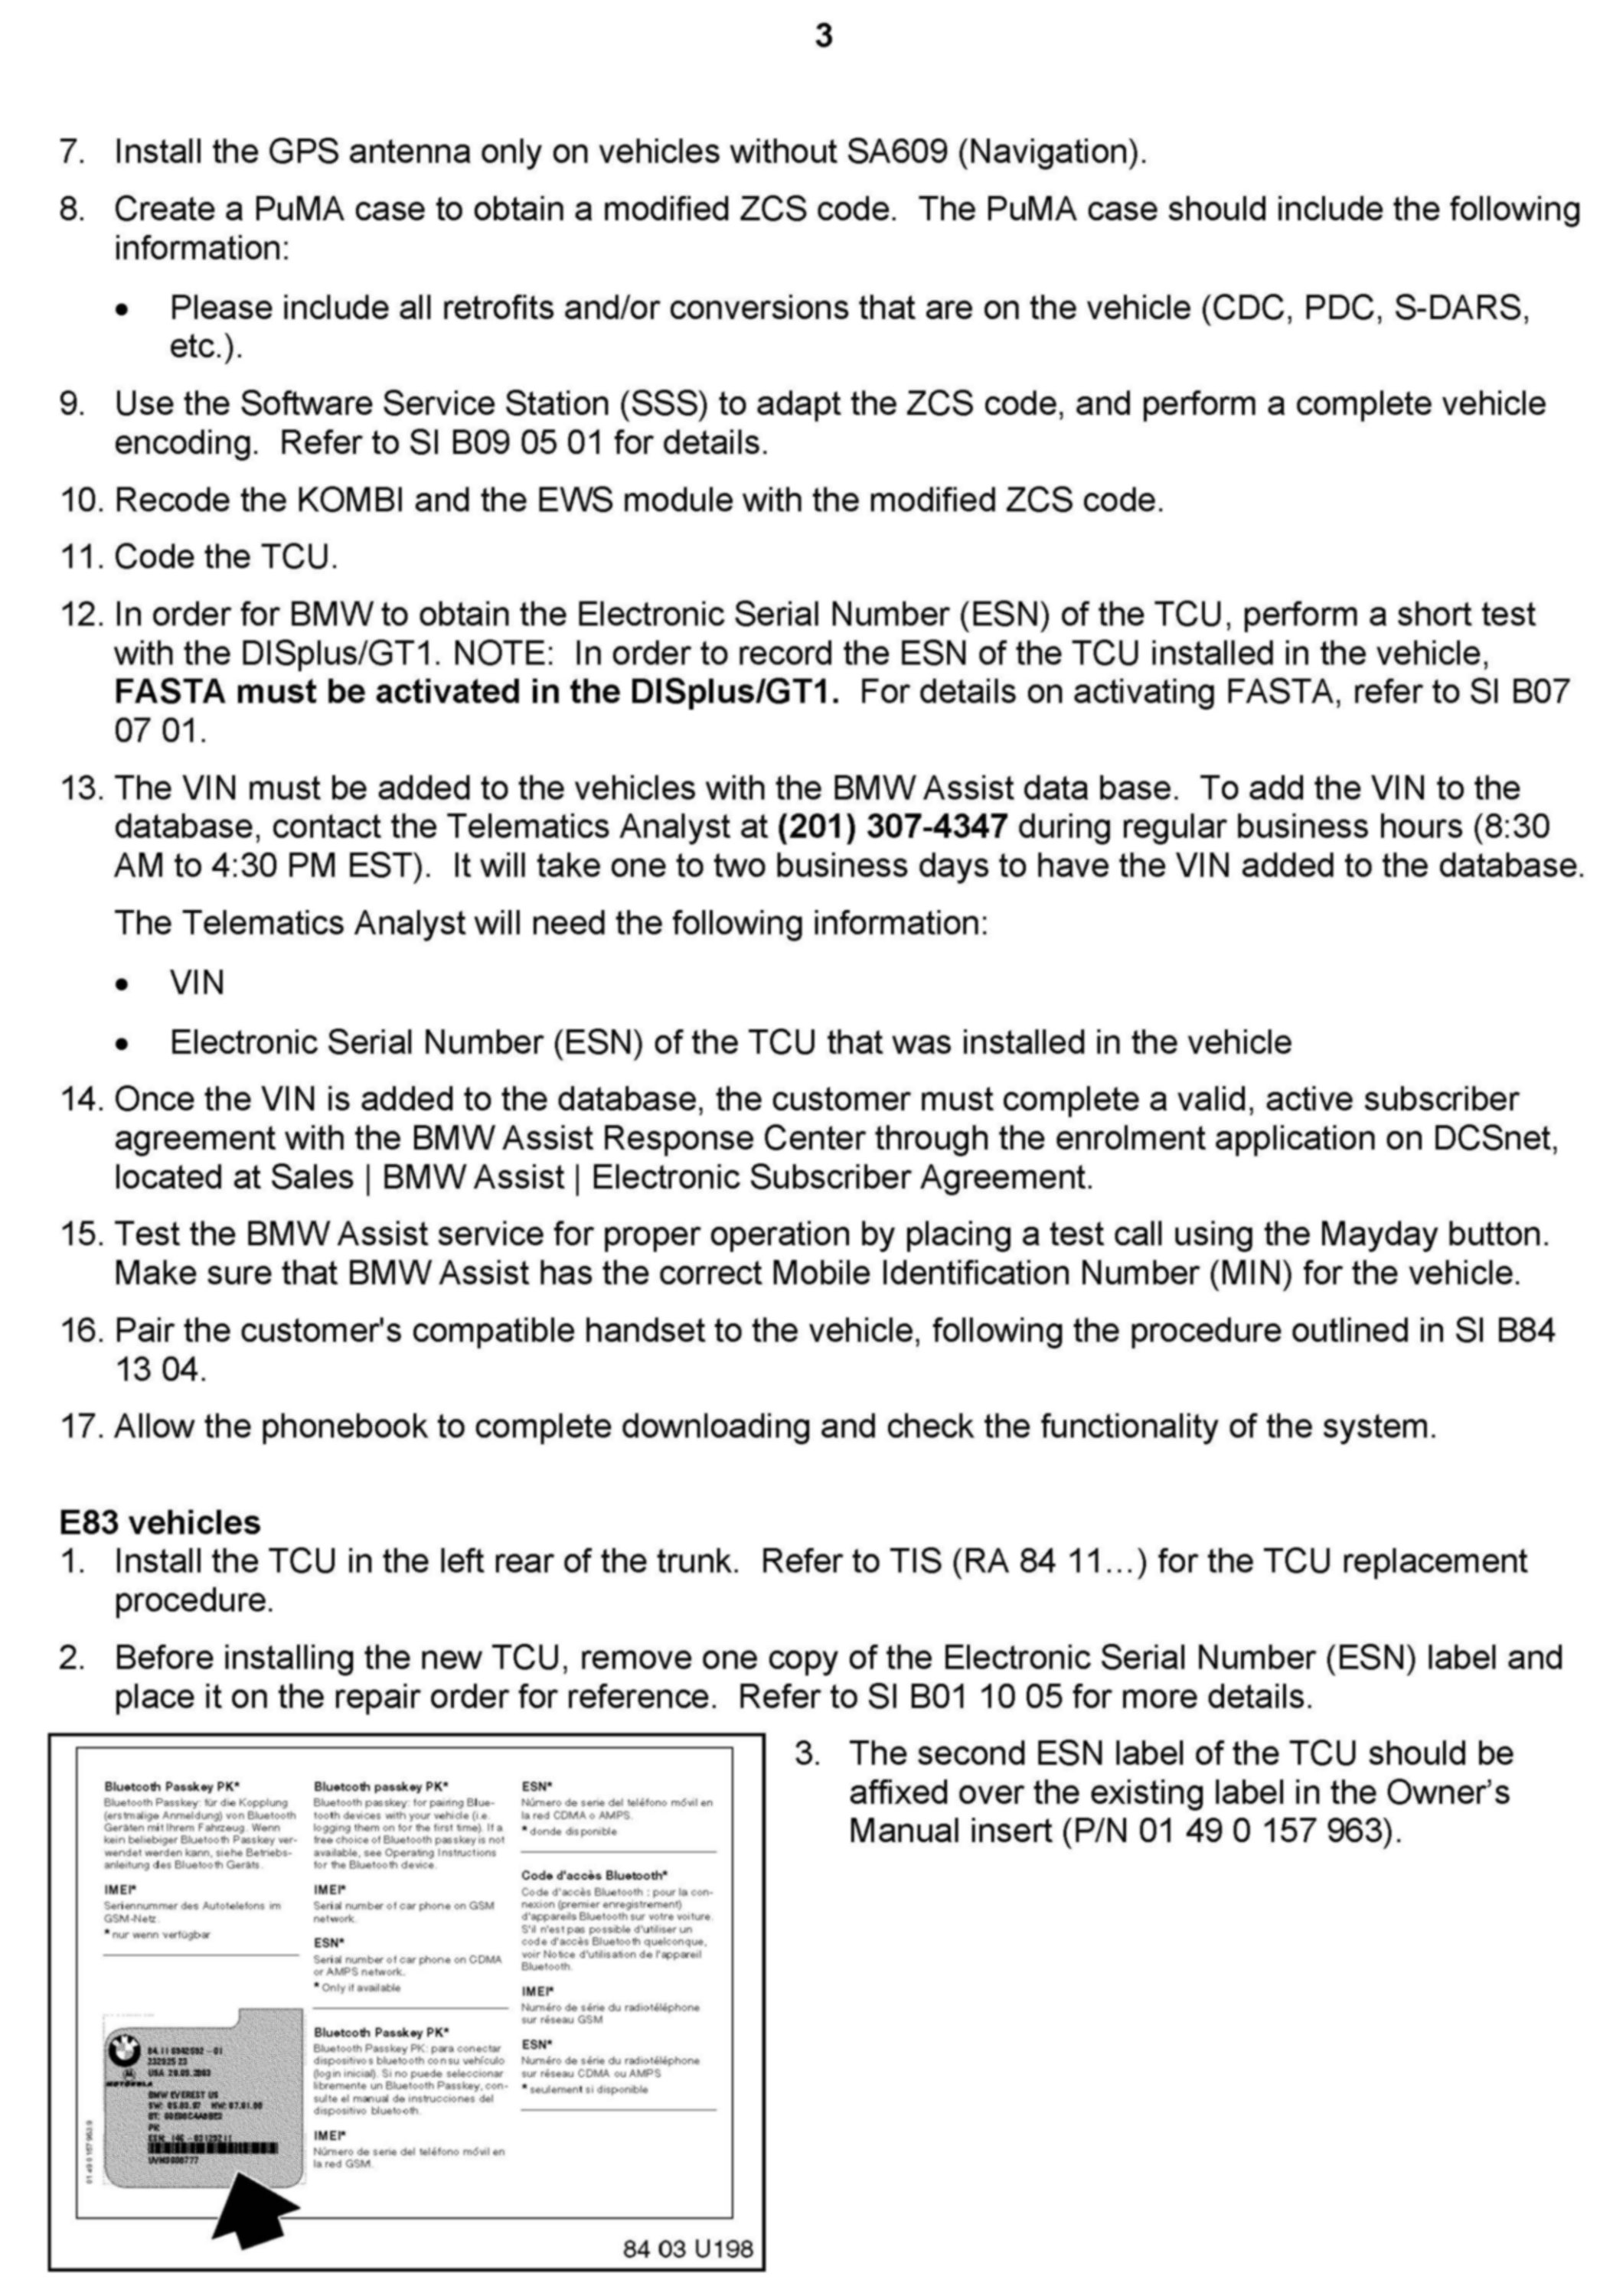 3
7. Install the GPS antenna only on vehicles without SA609 (Navigation).
8. Create a PuMA case to obtain a modified ZCS code. The PuMA case should include the following
information:
• Please include all retrofits and/or conversions that are on the vehicle (CDC, PDC, S-DARS,
etc.).
9. Use the Software Service Station (SSS) to adapt the ZCS code, and perform a complete vehicle
encoding. Refer to SI B09 05 01 for details.
10. Recode the KOMBI and the EWS module with the modified ZCS code.
11. Code the TCU.
12. In order for BMW to obtain the Electronic Serial Number (ESN) of the TCU, perform a short test
with the DISplus/GT1. NOTE: In order to record the ESN of the TCU installed in the vehicle,
FASTA must be activated in the DISplus/GT1. For details on activating FASTA, refer to SI B07
07 01.
13. The VIN must be added to the vehicles with the BMW Assist data base. To add the VIN to the
database, contact the Telematics Analyst at (201) 307-4347 during regular business hours (8:30
AM to 4:30 PM EST). It will take one to two business days to have the VIN added to the database.
The Telematics Analyst will need the following information:
• VIN
• Electronic Serial Number (ESN) of the TCU that was installed in the vehicle
14. Once the VIN is added to the database, the customer must complete a valid, active subscriber
agreement with the BMW Assist Response Center through the enrolment application on DCSnet,
located at Sales | BMW Assist | Electronic Subscriber Agreement.
15. Test the BMW Assist service for proper operation by placing a test call using the Mayday button.
Make sure that BMW Assist has the correct Mobile Identification Number (MIN) for the vehicle.
16. Pair the customer's compatible handset to the vehicle, following the procedure outlined in SI B84
13 04.
17. Allow the phonebook to complete downloading and check the functionality of the system.
E83 vehicles
1. Install the TCU in the left rear of the trunk. Refer to TIS (RA 84 11…) for the TCU replacement
procedure.
2. Before installing the new TCU, remove one copy of the Electronic Serial Number (ESN) label and
place it on the repair order for reference. Refer to SI B01 10 05 for more details.
3. The second ESN label of the TCU should be
affixed over the existing label in the Owner’s
Manual insert (P/N 01 49 0 157 963).
Bluetooth Passkey PK*
Bluetooth Passkey: für die Kopplung
(erstmalige Anmeldung) von Bluetooth
Geräten mit Ihrem Fahrzeug. Wenn
kein beliebiger Bluetooth Passkey ver-
wendet werden kann, siehe Betriebs-
anleitung des Bluetooth Geräts.
IMEI*
Seriennummer des Autotelefons im
GSM-Netz.
* nur wenn verfügbar
Bluetooth passkey PK*
Bluetooth passkey: for pairing Blue-
tooth devices with your vehicle (i.e.
logging them on for the first time). If a
free choice of Bluetooth passkey is not
available, see Operating Instructions
for the Bluetooth device.
IMEI*
Serial number of car phone on GSM
network.
ESN*
Serial number of car phone on CDMA
or AMPS network.
* Only if available
Bluetooth Passkey PK*
Bluetooth Passkey PK: para conectar
dispositivos bluetooth con su vehículo
(login inicial). Si no puede seleccionar
libremente un Bluetooth Passkey, con-
sulte el manual de instrucciones del
dispositivo bluetooth.
IMEI*
Número de serie del teléfono móvil en
la red GSM.
ESN*
Número de serie del teléfono móvil en
la red CDMA o AMPS.
* donde disponible
Code d'accès Bluetooth*
Code d'accès Bluetooth : pour la con-
nexion (premier enregistrement)
d'appareils Bluetooth sur votre voiture.
S'il n'est pas possible d'utiliser un
code d'accès Bluetooth quelconque,
voir Notice d'utilisation de l'appareil
Bluetooth.
IMEI*
Numéro de série du radiotéléphone
sur réseau GSM
ESN*
Numéro de série du radiotéléphone
sur réseau CDMA ou AMPS
* seulement si disponible
MOTOROLA
BMW EVEREST US
PK
84 03 U198